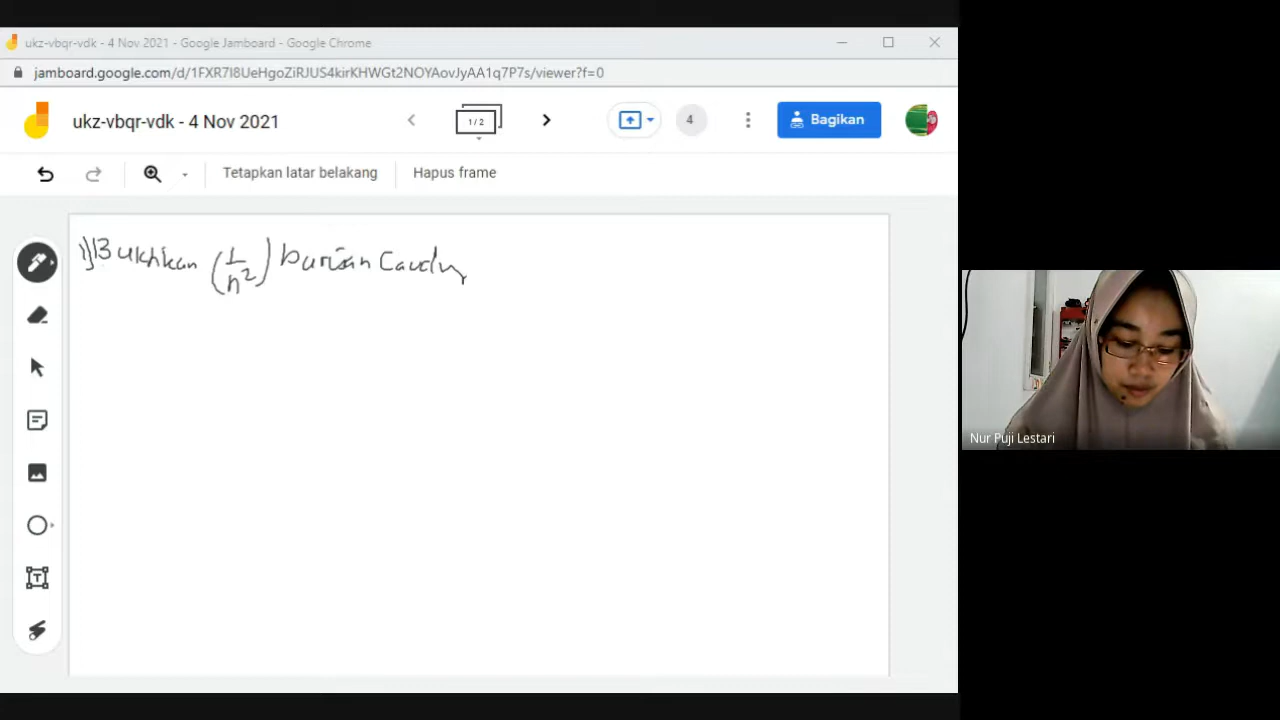 ukz-vbqr-vdk - 4 Nov 2021 - Google Jamboard - Google Chrome
jamboard.google.com/d/1FXR7I8UeHgoZiRJUS4kirKHWGt2NOYAovJyAA1q7P7s/viewer?f=0
ukz-vbqr-vdk - 4 Nov 2021
1/2
4
Bagikan
Tetapkan latar belakang
Hapus frame
1) Buktikan (1/n²) barisan Cauchy
Nur Puji Lestari